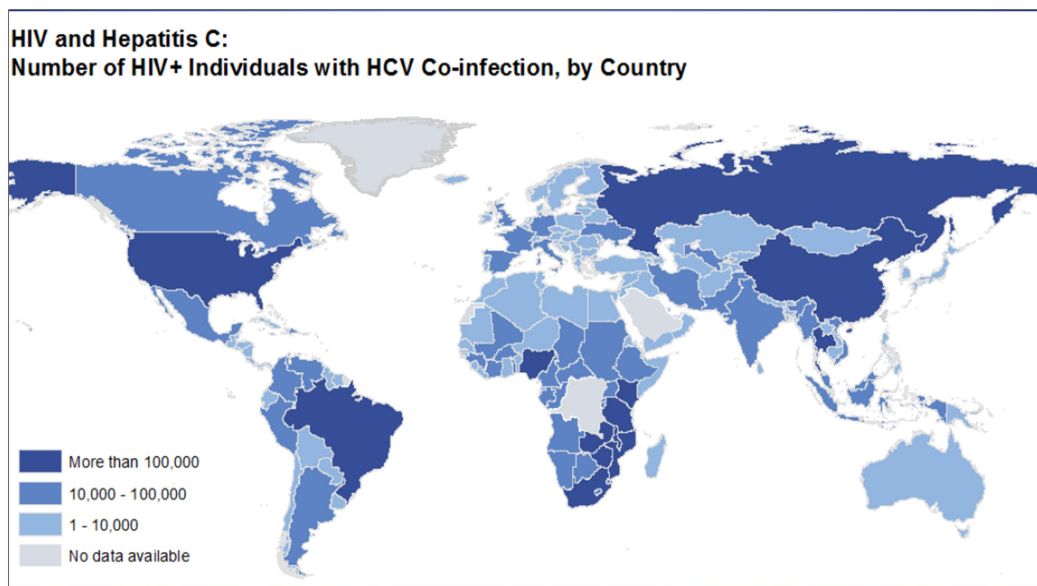 HIV and Hepatitis C:
Number of HIV+ Individuals with HCV Co-infection, by Country
More than 100,000
10,000 - 100,000
1 - 10,000
No data available